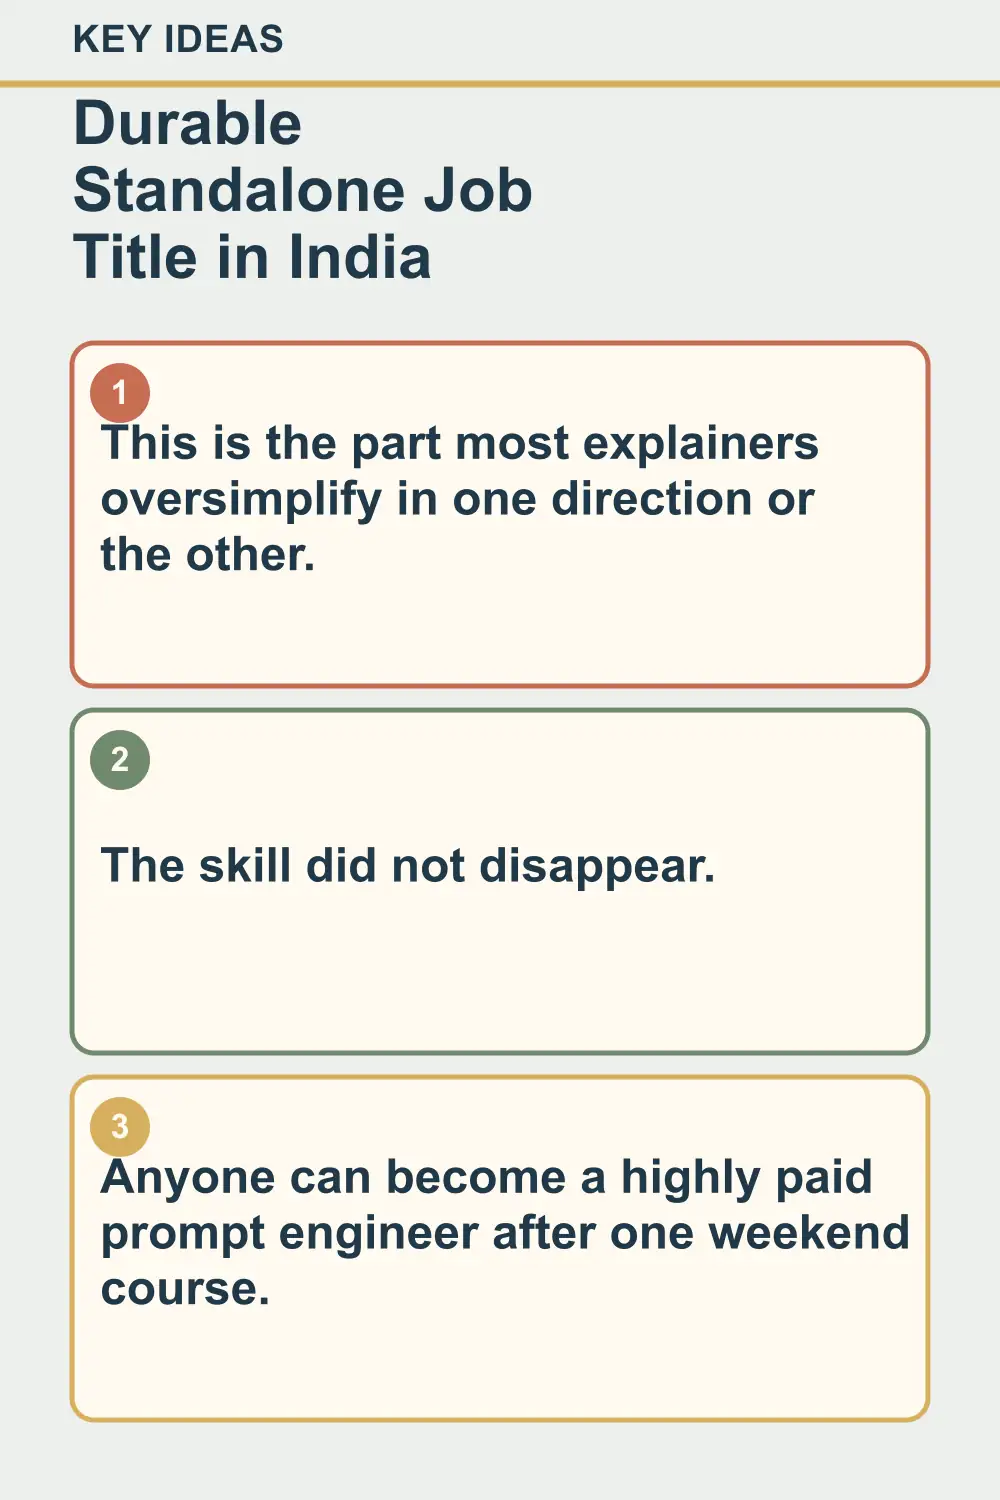 KEY IDEAS
Durable
Standalone Job
Title in India
1
This is the part most explainers
oversimplify in one direction or
the other.
2
The skill did not disappear.
3
Anyone can become a highly paid
prompt engineer after one weekend
course.